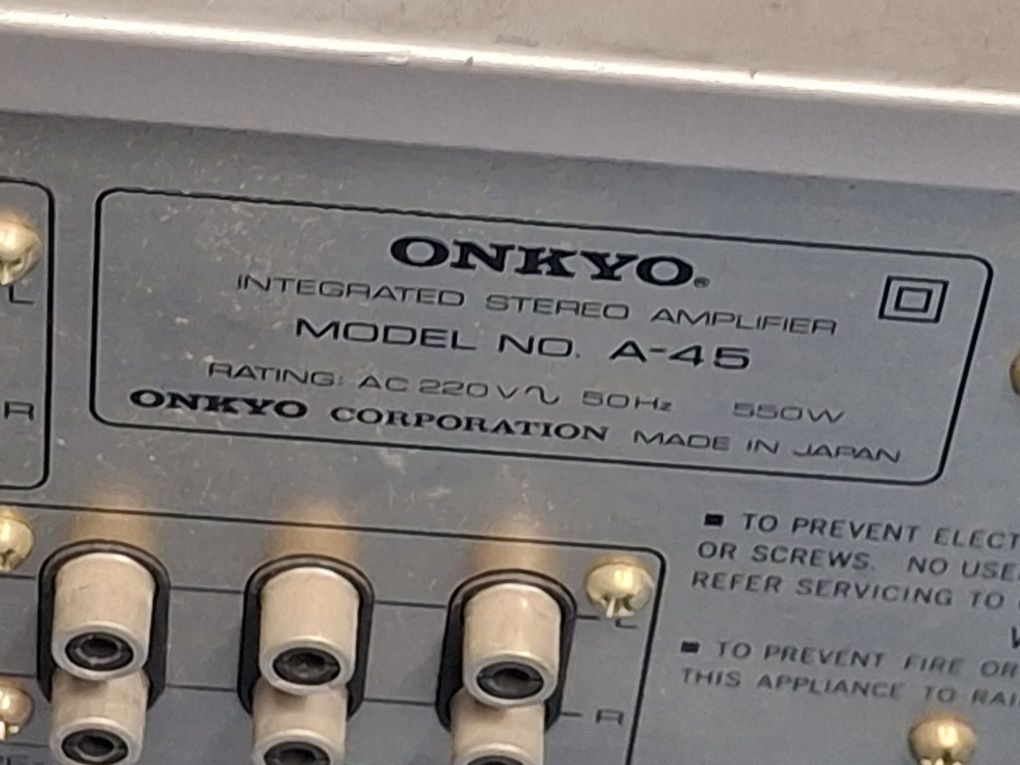 ONKYO®
INTEGRATED STEREO AMPLIFIER
MODEL NO. A-45
RATING: AC 220V∿ 50Hz 550W
ONKYO CORPORATION MADE IN JAPAN
L
R
L
R
■ TO PREVENT ELECT
OR SCREWS. NO USE
REFER SERVICING TO
■ TO PREVENT FIRE OR
THIS APPLIANCE TO RAI